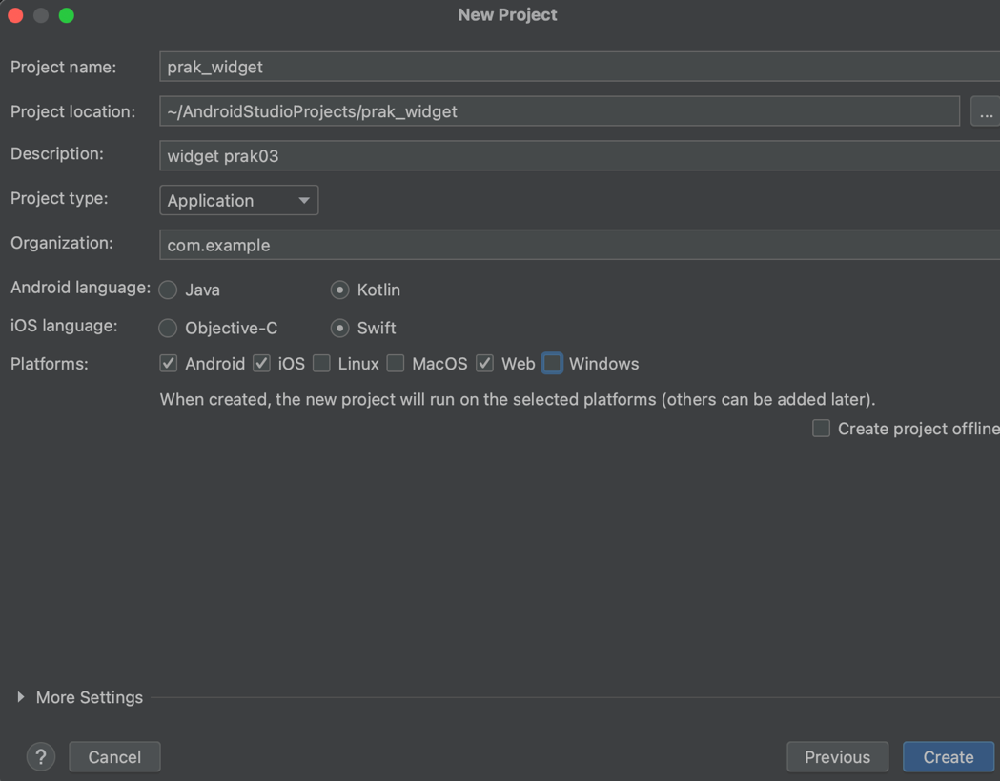 New Project
Project name: prak_widget
Project location: ~/AndroidStudioProjects/prak_widget ...
Description: widget prak03
Project type: Application
Organization: com.example
Android language: Java Kotlin
iOS language: Objective-C Swift
Platforms: Android iOS Linux MacOS Web Windows
When created, the new project will run on the selected platforms (others can be added later).
Create project offline
More Settings
? Cancel Previous Create